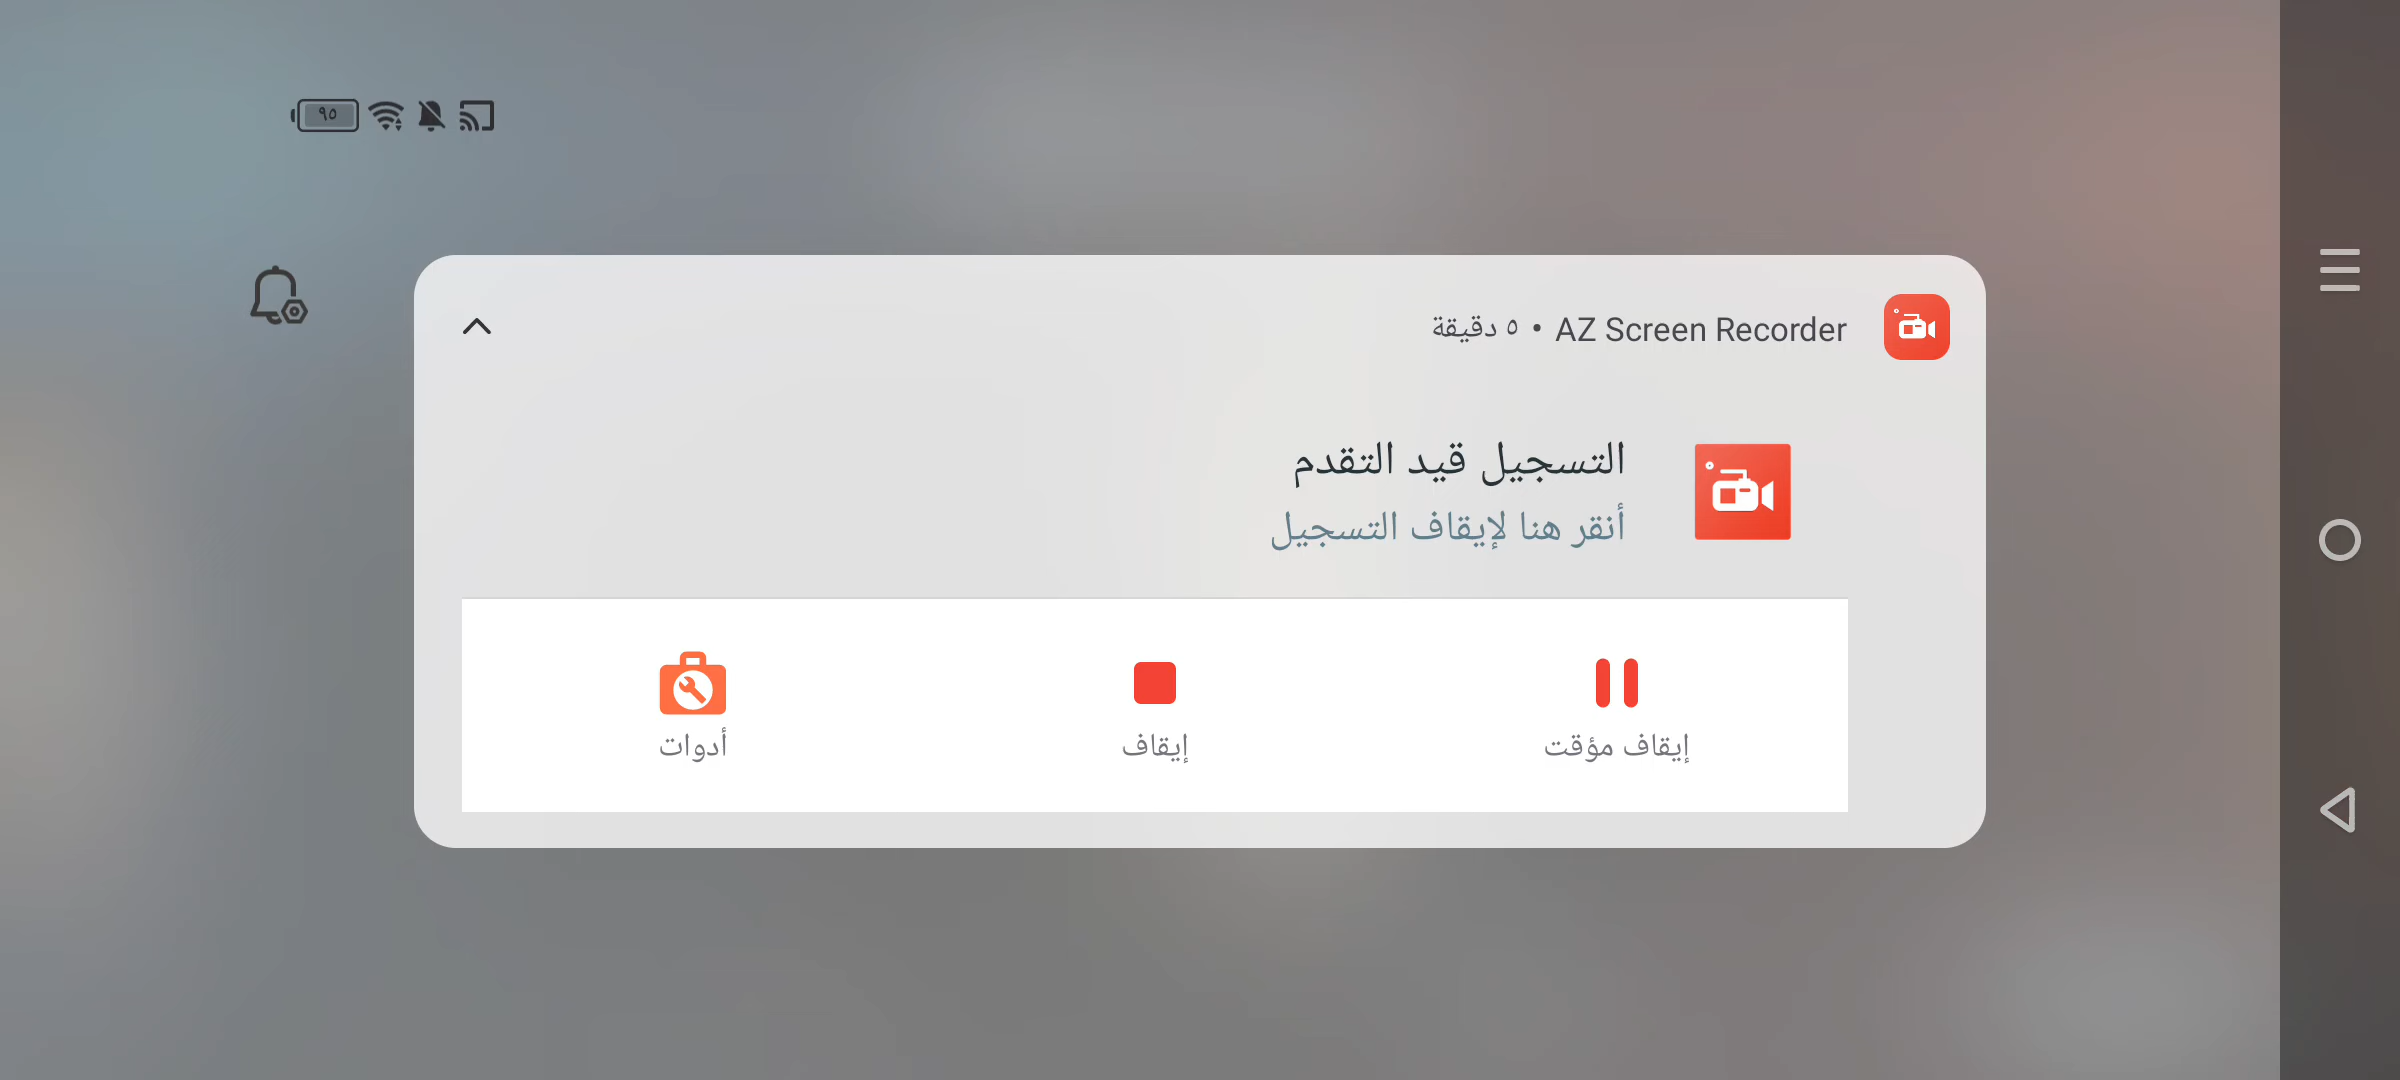 ٩٥
AZ Screen Recorder • ٥ دقيقة
التسجيل قيد التقدم
أنقر هنا لإيقاف التسجيل
إيقاف مؤقت
إيقاف
أدوات